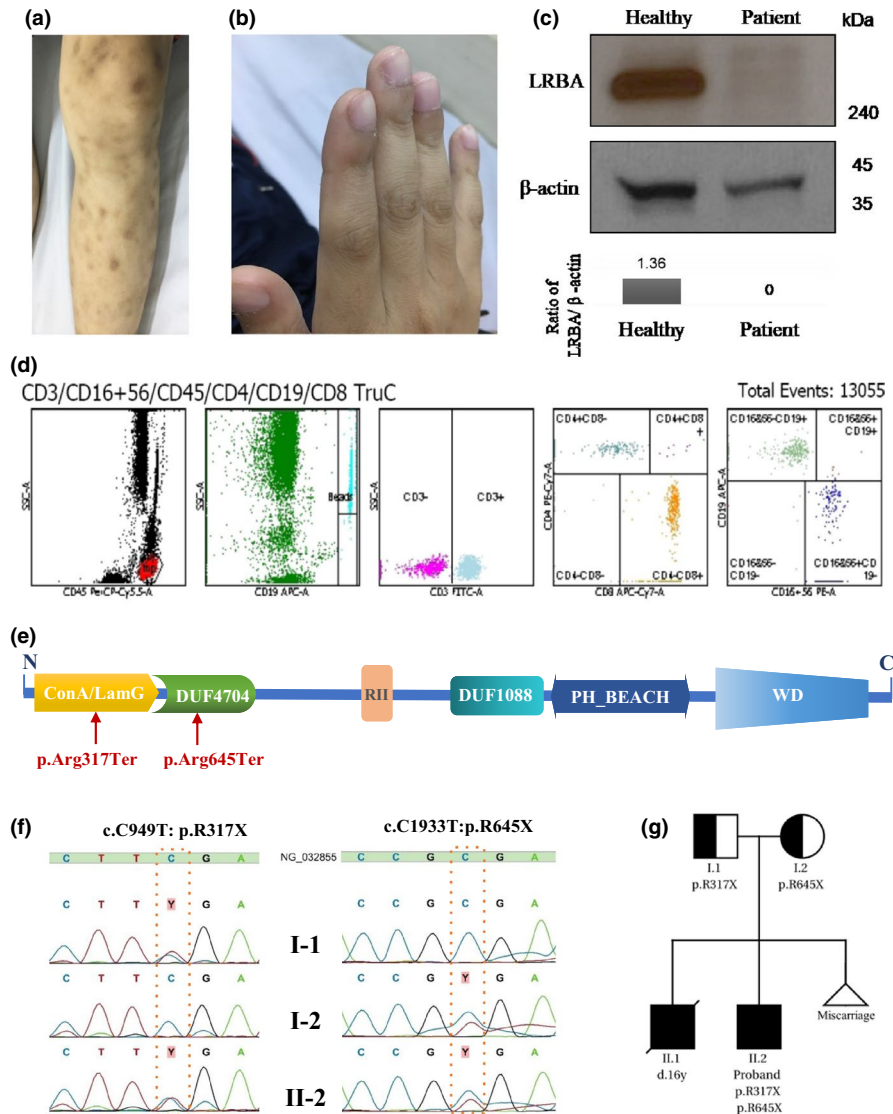 (a)
(b)
(c)
Healthy Patient kDa
LRBA
240
β-actin
45
35
Ratio of
LRBA/ β-actin
1.36
0
Healthy Patient
(d)
CD3/CD16+56/CD45/CD4/CD19/CD8 TruC Total Events: 13055
SSC-A
CD45 PerCP-Cy5.5-A
SSC-A
Beads
CD19 APC-A
SSC-A
CD3- CD3+
CD3 FITC-A
CD4 PE-Cy7-A
CD4+CD8- CD4+CD8
+
CD4-CD8- CD4-CD8+
CD8 APC-Cy7-A
CD19 APC-A
CD16&56-CD19+ CD16&56+
CD19+
CD16&56-
CD19-
CD16&56+CD
19-
CD16+56 PE-A
(e)
N C
ConA/LamG DUF4704 RII DUF1088 PH_BEACH WD
p.Arg317Ter p.Arg645Ter
(f)
c.C949T: p.R317X c.C1933T:p.R645X
C T T C G A NG_032855 C C G C G A
C T T Y G A C C G C G A
I-1
C T T C G A C C G Y G A
I-2
C T T Y G A C C G Y G A
II-2
(g)
I.1
p.R317X
I.2
p.R645X
Miscarriage
II.1
d.16y
II.2
Proband
p.R317X
p.R645X